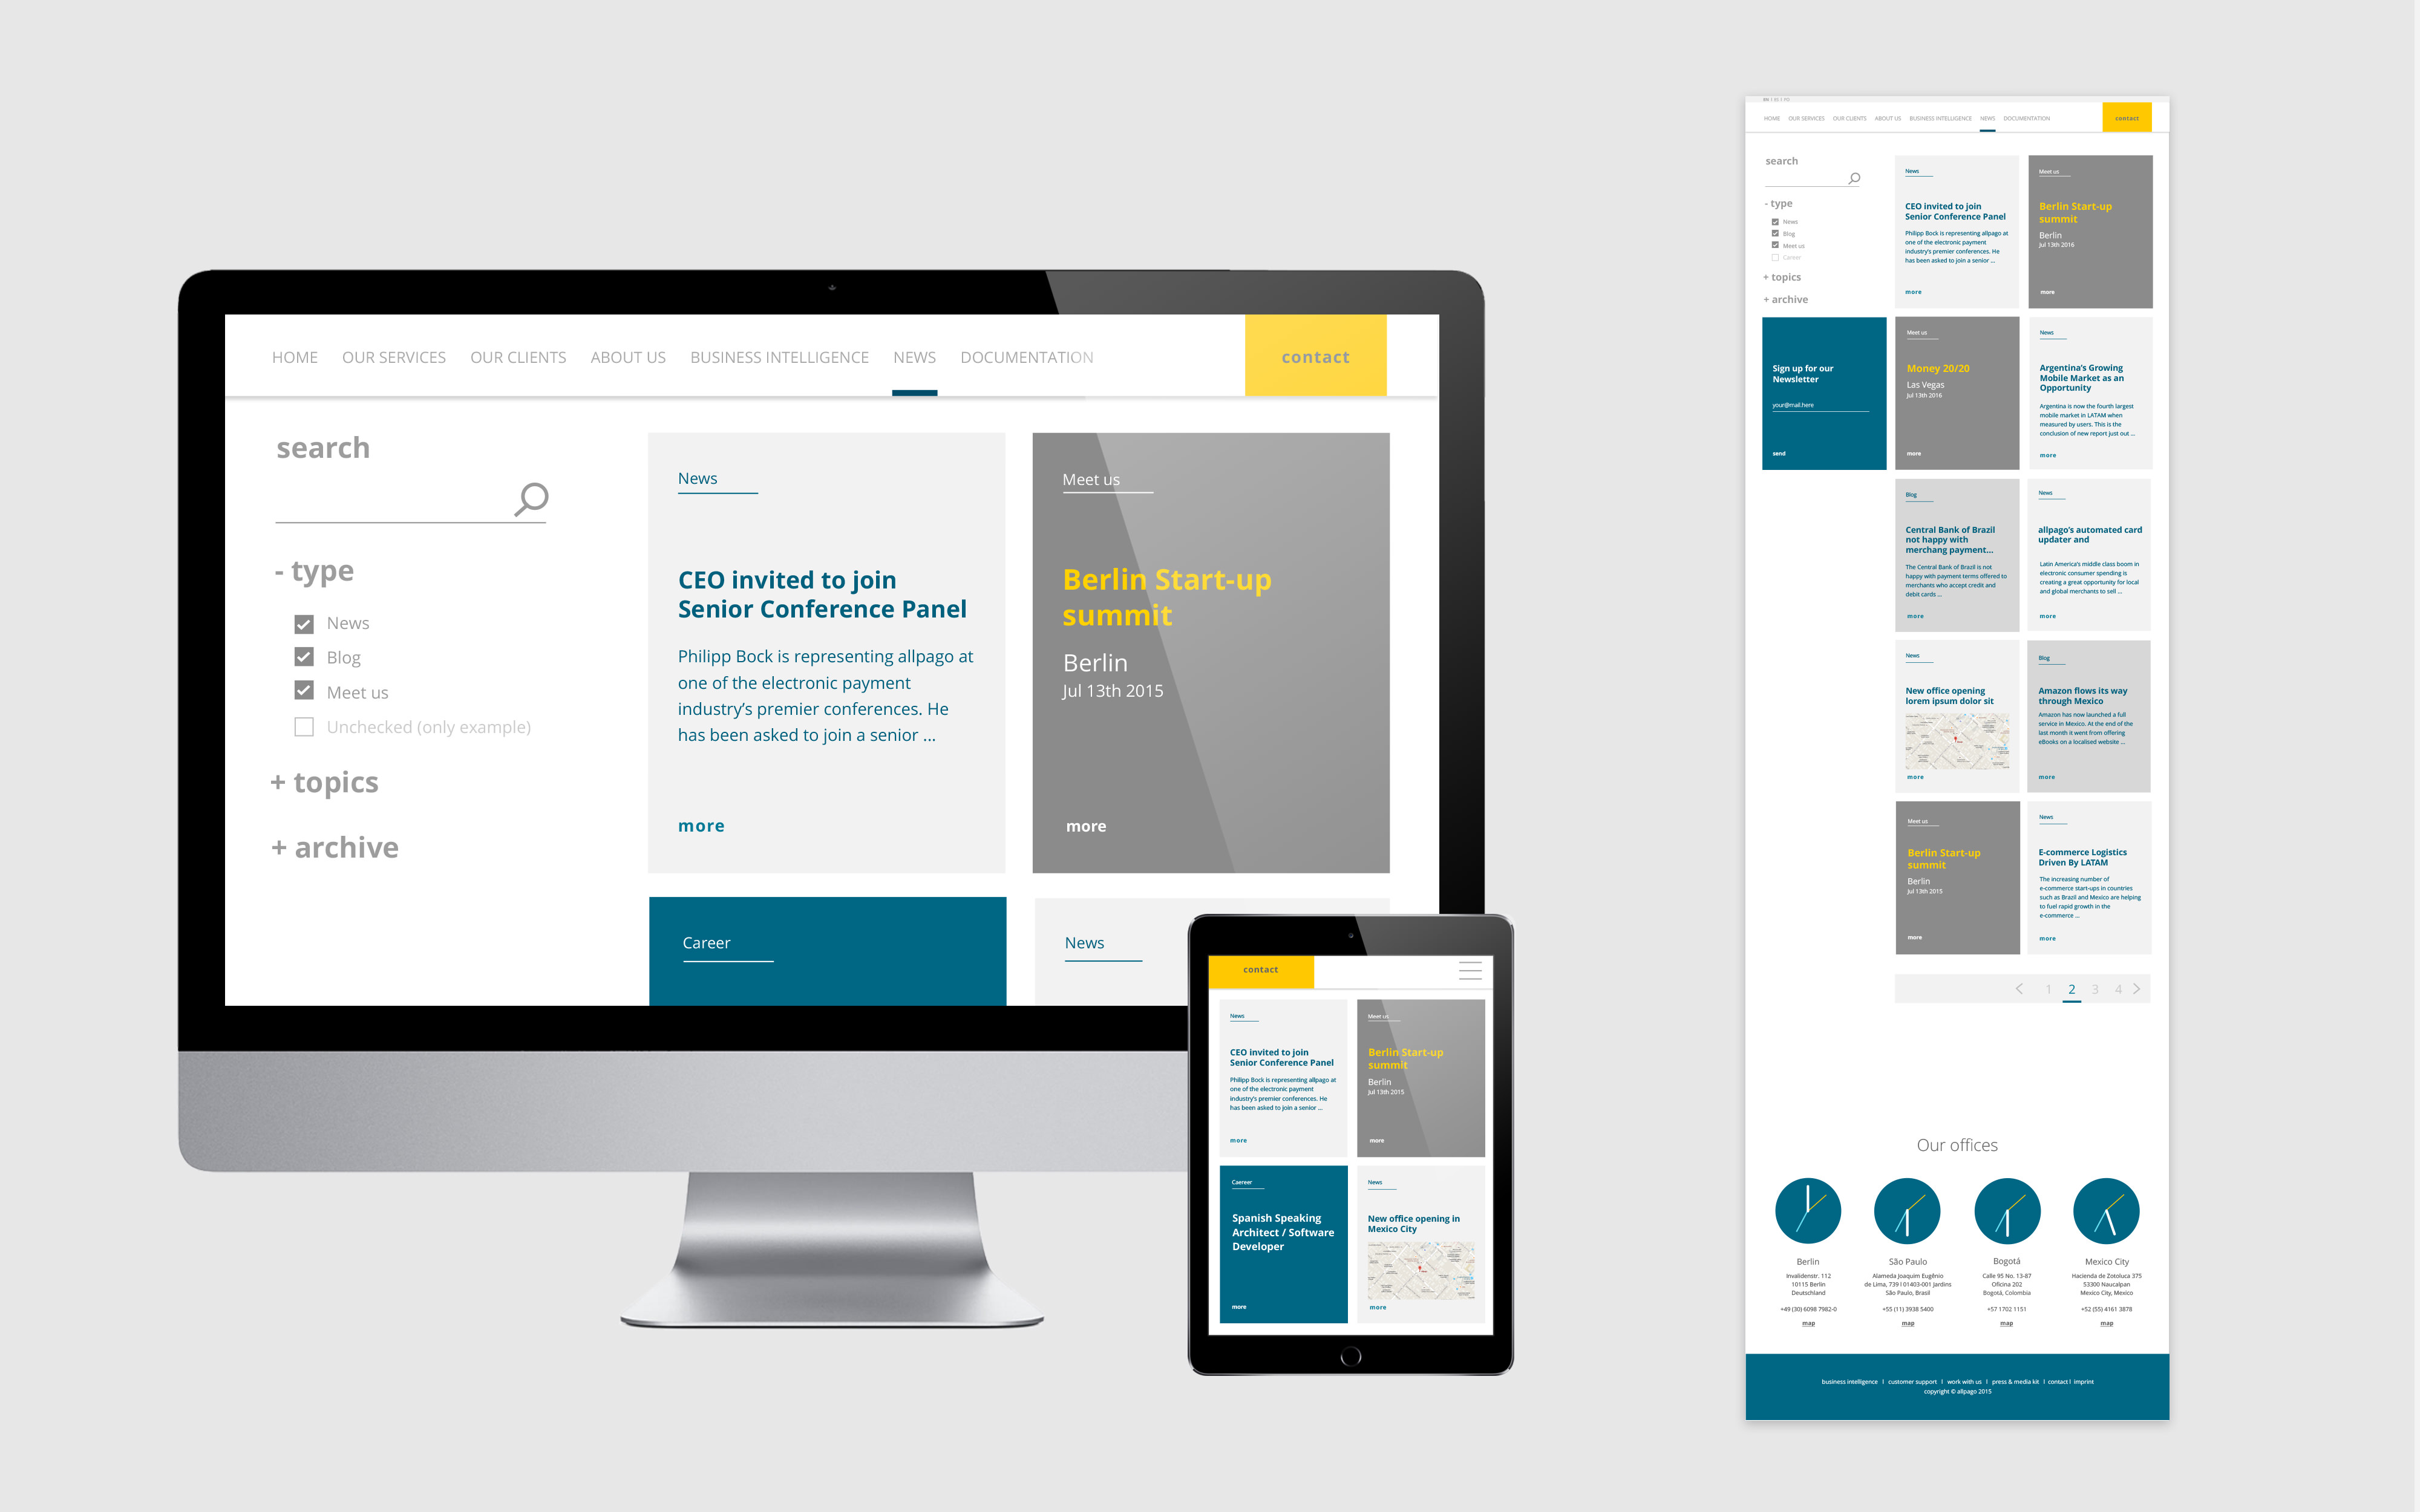 HOME OUR SERVICES OUR CLIENTS ABOUT US BUSINESS INTELLIGENCE NEWS DOCUMENTATION contact
search
- type
News
Blog
Meet us
Unchecked (only example)
+ topics
+ archive
News
CEO invited to join
Senior Conference Panel
Philipp Bock is representing allpago at
one of the electronic payment
industry's premier conferences. He
has been asked to join a senior ...
more
Meet us
Berlin Start-up
summit
Berlin
Jul 13th 2015
more
Career
News
contact
News
CEO invited to join
Senior Conference Panel
Philipp Bock is representing allpago at
one of the electronic payment
industry's premier conferences. He
has been asked to join a senior ...
more
Meet us
Berlin Start-up
summit
Berlin
Jul 13th 2015
more
Caereer
Spanish Speaking
Architect / Software
Developer
more
News
New office opening in
Mexico City
more
HOME OUR SERVICES OUR CLIENTS ABOUT US BUSINESS INTELLIGENCE NEWS DOCUMENTATION contact
search
- type
News
Blog
Meet us
Career
+ topics
+ archive
Sign up for our
Newsletter
your@mail.here
send
News
CEO invited to join
Senior Conference Panel
Philipp Bock is representing allpago at
one of the electronic payment
industry's premier conferences. He
has been asked to join a senior ...
more
Meet us
Berlin Start-up
summit
Berlin
Jul 13th 2016
more
Meet us
Money 20/20
Las Vegas
Jul 13th 2016
more
News
Argentina's Growing
Mobile Market as an
Opportunity
Argentina is now the fourth largest
mobile market in LATAM when
measured by users. This is the
conclusion of new report just out ...
more
Blog
Central Bank of Brazil
not happy with
merchang payment...
The Central Bank of Brazil is not
happy with payment terms offered to
merchants who accept credit and
debit cards ...
more
News
allpago's automated card
updater and
Latin America's middle class boom in
electronic consumer spending is
creating a great opportunity for local
and global merchants to sell ...
more
News
New office opening
lorem ipsum dolor sit
more
Blog
Amazon flows its way
through Mexico
Amazon has now launched a full
service in Mexico. At the end of the
last month it went from offering
eBooks on a localised website ...
more
Meet us
Berlin Start-up
summit
Berlin
Jul 13th 2015
more
News
E-commerce Logistics
Driven By LATAM
The increasing number of
e-commerce start-ups in countries
such as Brazil and Mexico are helping
to fuel rapid growth in the
e-commerce ...
more
1 2 3 4
Our offices
Berlin
Invalidenstr. 112
10115 Berlin
Deutschland
+49 (30) 6098 7982-0
map
São Paulo
Alameda Joaquim Eugênio
de Lima, 739|01403-001 Jardins
São Paulo, Brasil
+55 (11) 3938 5400
map
Bogotá
Calle 95 No. 13-87
Oficina 202
Bogotá, Colombia
+57 1702 1151
map
Mexico City
Hacienda de Zotoluca 375
53300 Naucalpan
Mexico City, Mexico
+52 (55) 4161 3878
map
business intelligence | customer support | work with us | press & media kit | contact | imprint
copyright © allpago 2015